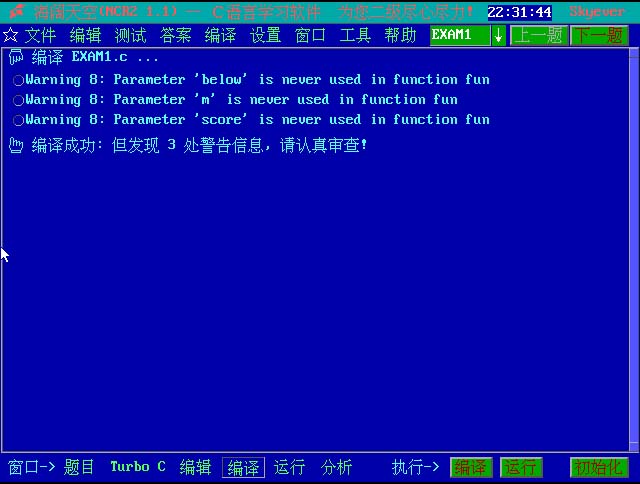 海阔天空(NCR2 1.1) — C语言学习软件 为您二级尽心尽力! 22:31:44 Skyever
☆ 文件 编辑 测试 答案 编译 设置 窗口 工具 帮助 EXAM1 ↓ 上一题 下一题
编译 EXAM1.c ...
Warning 8: Parameter 'below' is never used in function fun
Warning 8: Parameter 'm' is never used in function fun
Warning 8: Parameter 'score' is never used in function fun
编译成功: 但发现 3 处警告信息, 请认真审查!
窗口-> 题目 Turbo C 编辑 编译 运行 分析 执行-> 编译 运行 初始化